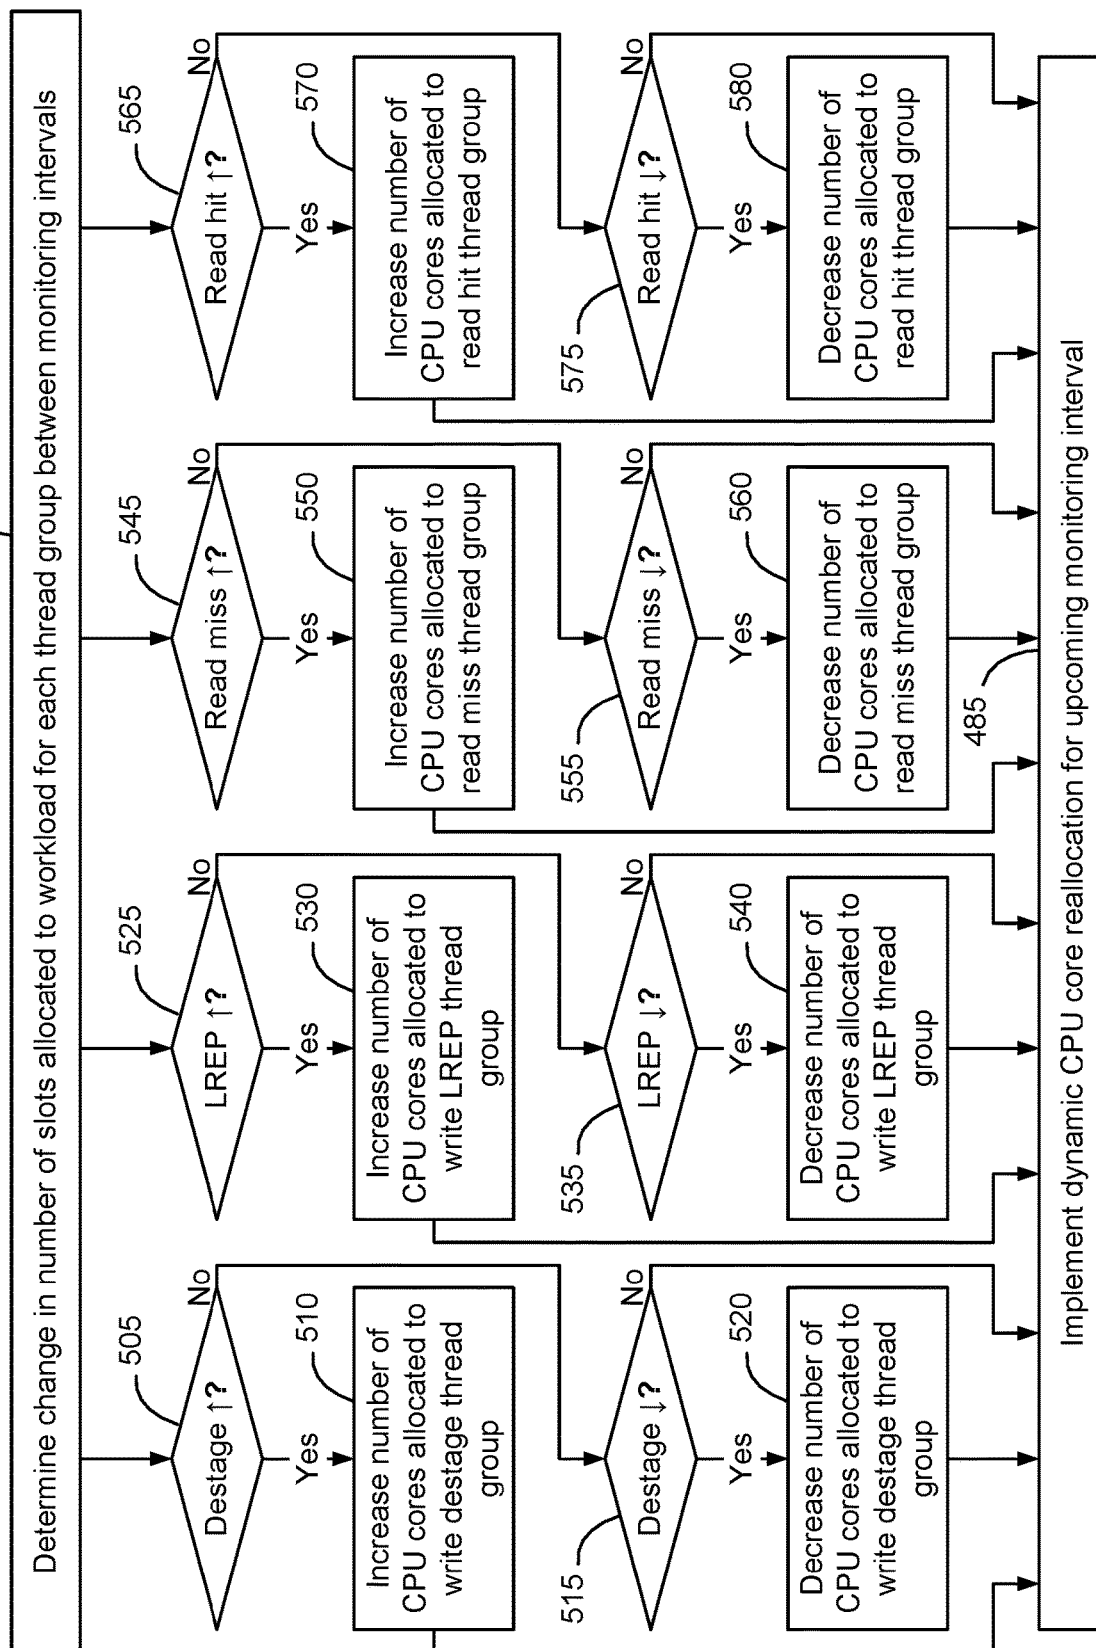 Determine change in number of slots allocated to workload for each thread group between monitoring intervals
505
Destage ↑?
No
Yes
510
Increase number of
CPU cores allocated to
write destage thread
group
515
Destage ↓?
No
Yes
520
Decrease number of
CPU cores allocated to
write destage thread
group
525
LREP ↑?
No
Yes
530
Increase number of
CPU cores allocated to
write LREP thread
group
535
LREP ↓?
No
Yes
540
Decrease number of
CPU cores allocated to
write LREP thread
group
545
Read miss ↑?
No
Yes
550
Increase number of
CPU cores allocated to
read miss thread group
555
Read miss ↓?
No
Yes
560
Decrease number of
CPU cores allocated to
read miss thread group
565
Read hit ↑?
No
Yes
570
Increase number of
CPU cores allocated to
read hit thread group
575
Read hit ↓?
No
Yes
580
Decrease number of
CPU cores allocated to
read hit thread group
485
Implement dynamic CPU core reallocation for upcoming monitoring interval